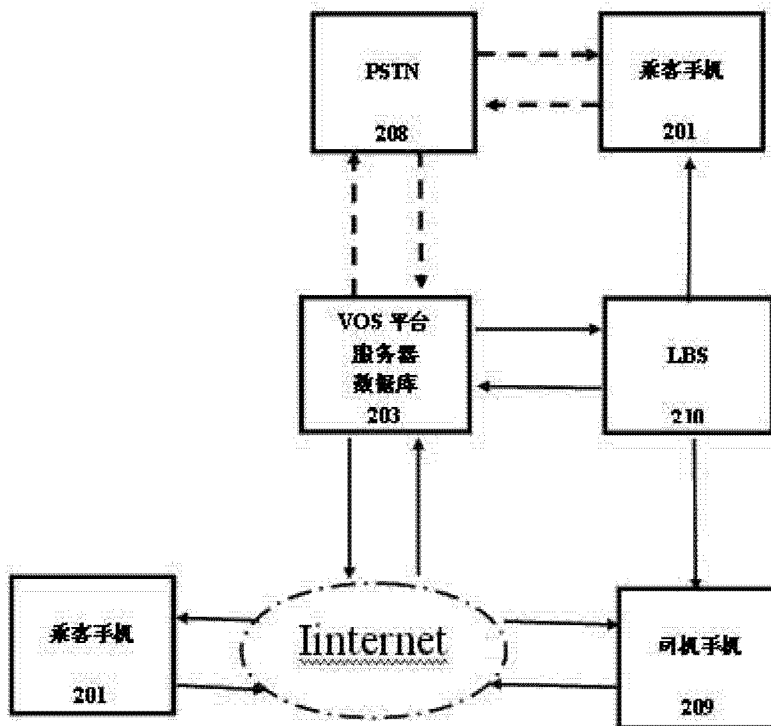 PSTN
208
乘客手机
201
VOS 平台
服务器
数据库
203
LBS
210
乘客手机
201
Iinternet
司机手机
209